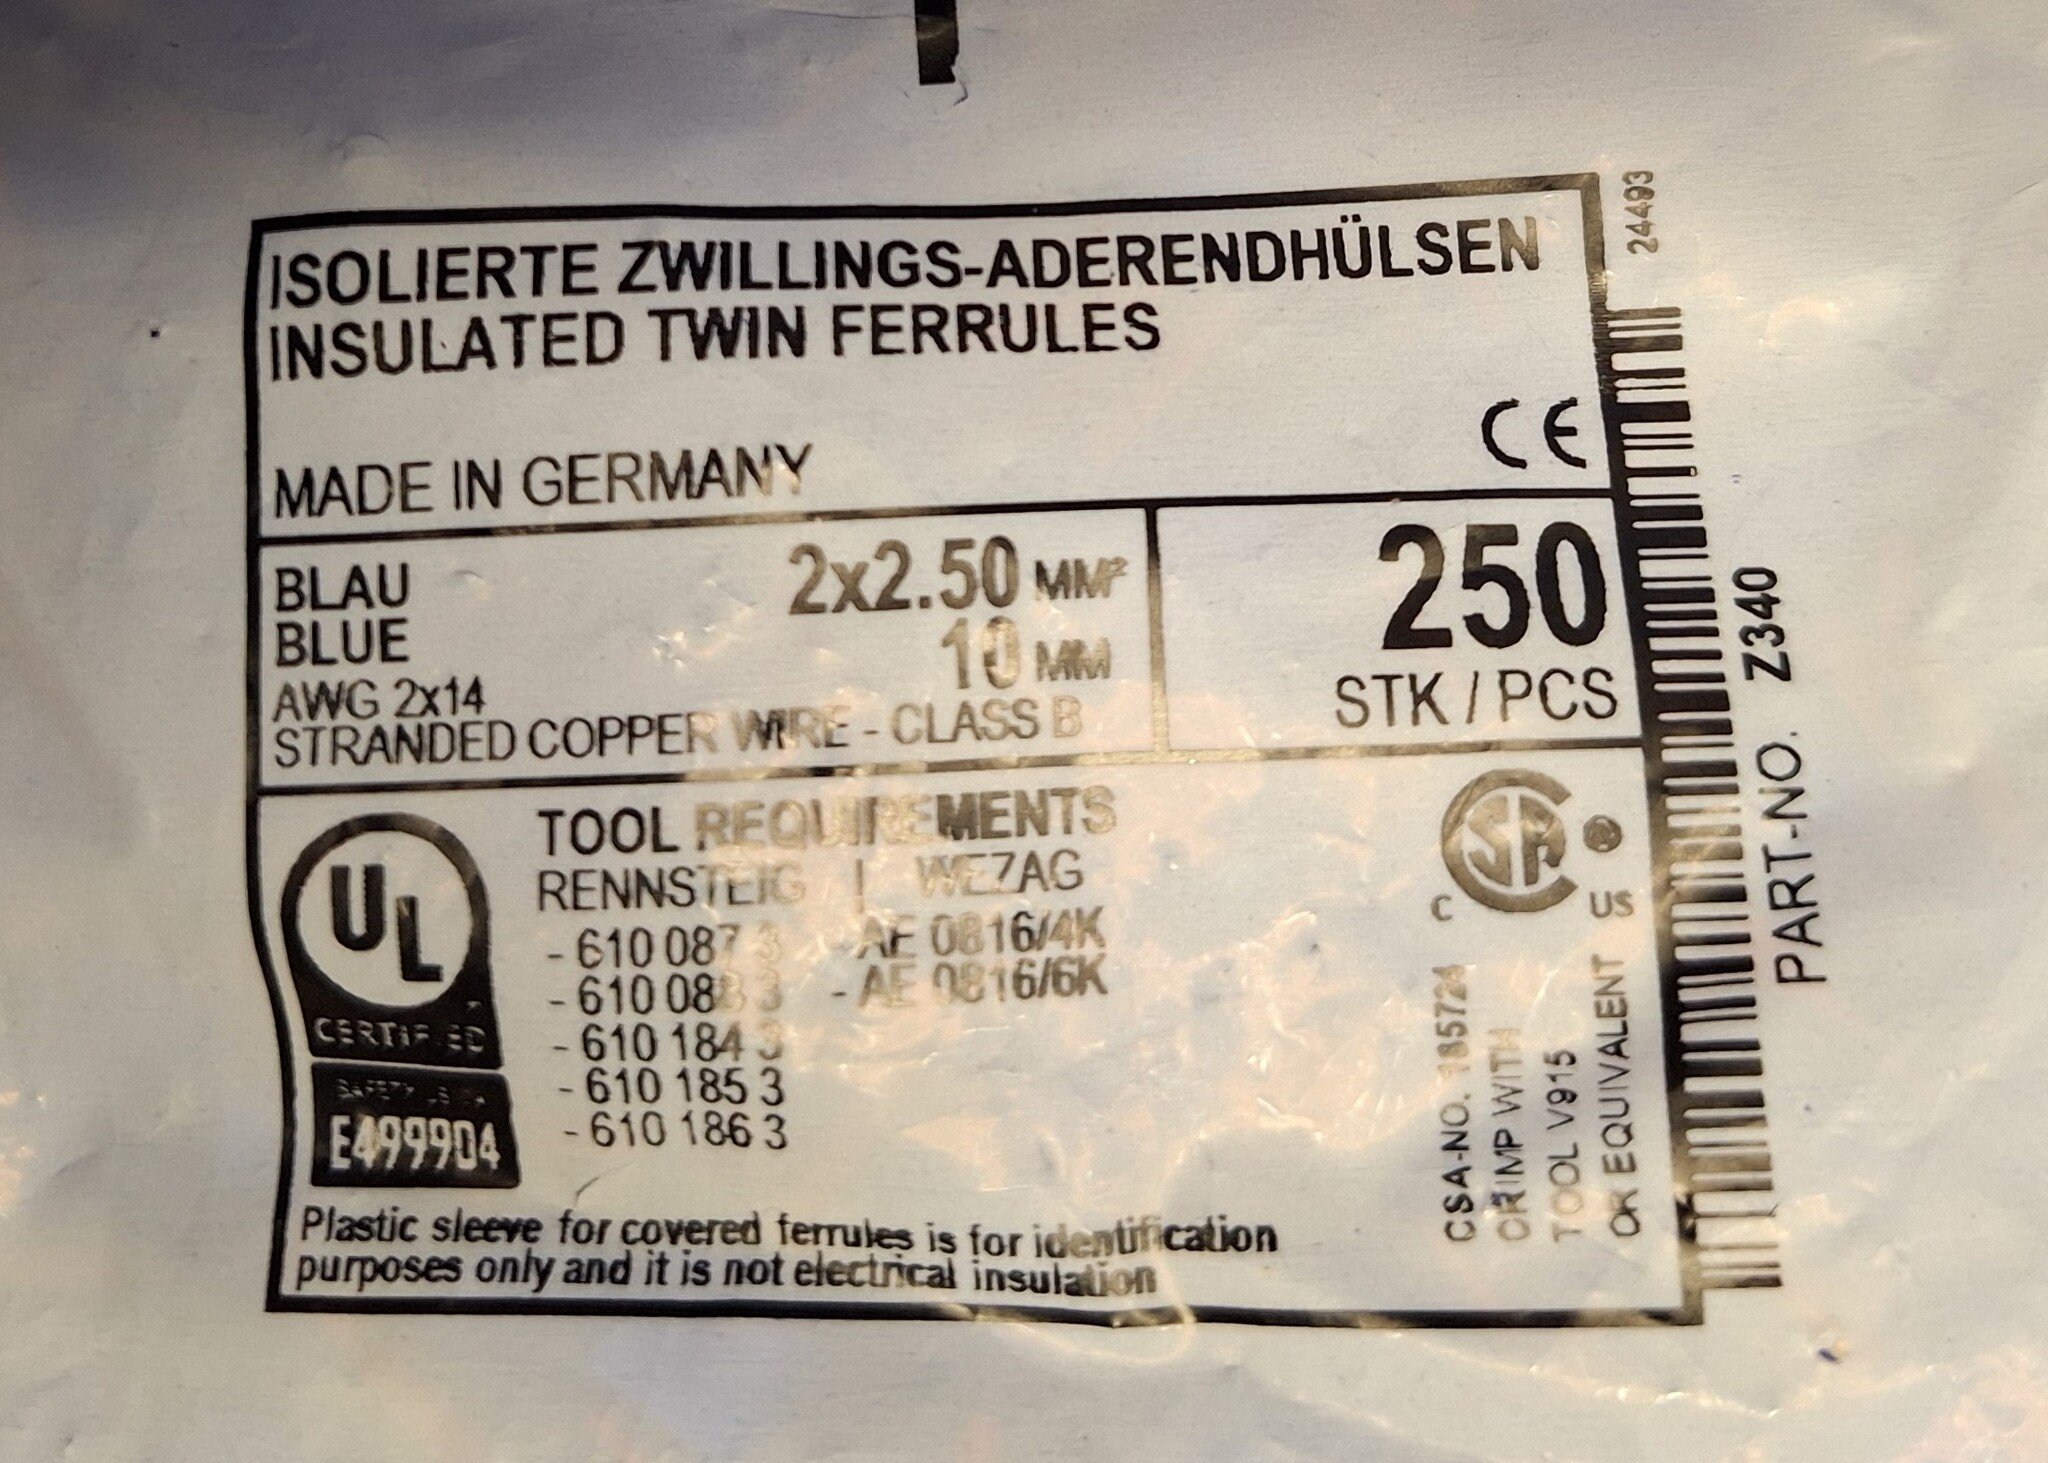 ISOLIERTE ZWILLINGS-ADERENDHÜLSEN
INSULATED TWIN FERRULES
MADE IN GERMANY
CE
BLAU
BLUE
AWG 2x14
STRANDED COPPER WIRE - CLASS B
2x2.50 MM²
10 MM
250
STK / PCS
UL
CERTIFIED
E499904
TOOL REQUIREMENTS
RENNSTEIG | WEZAG
- 610 087 3 - AE 0816/4K
- 610 088 3 - AE 0816/6K
- 610 184 3
- 610 185 3
- 610 186 3
C US ®
CSA-NO. 185724
CRIMP WITH
TOOL V915
OR EQUIVALENT
Plastic sleeve for covered ferrules is for identification
purposes only and it is not electrical insulation
24493
PART-NO. Z340